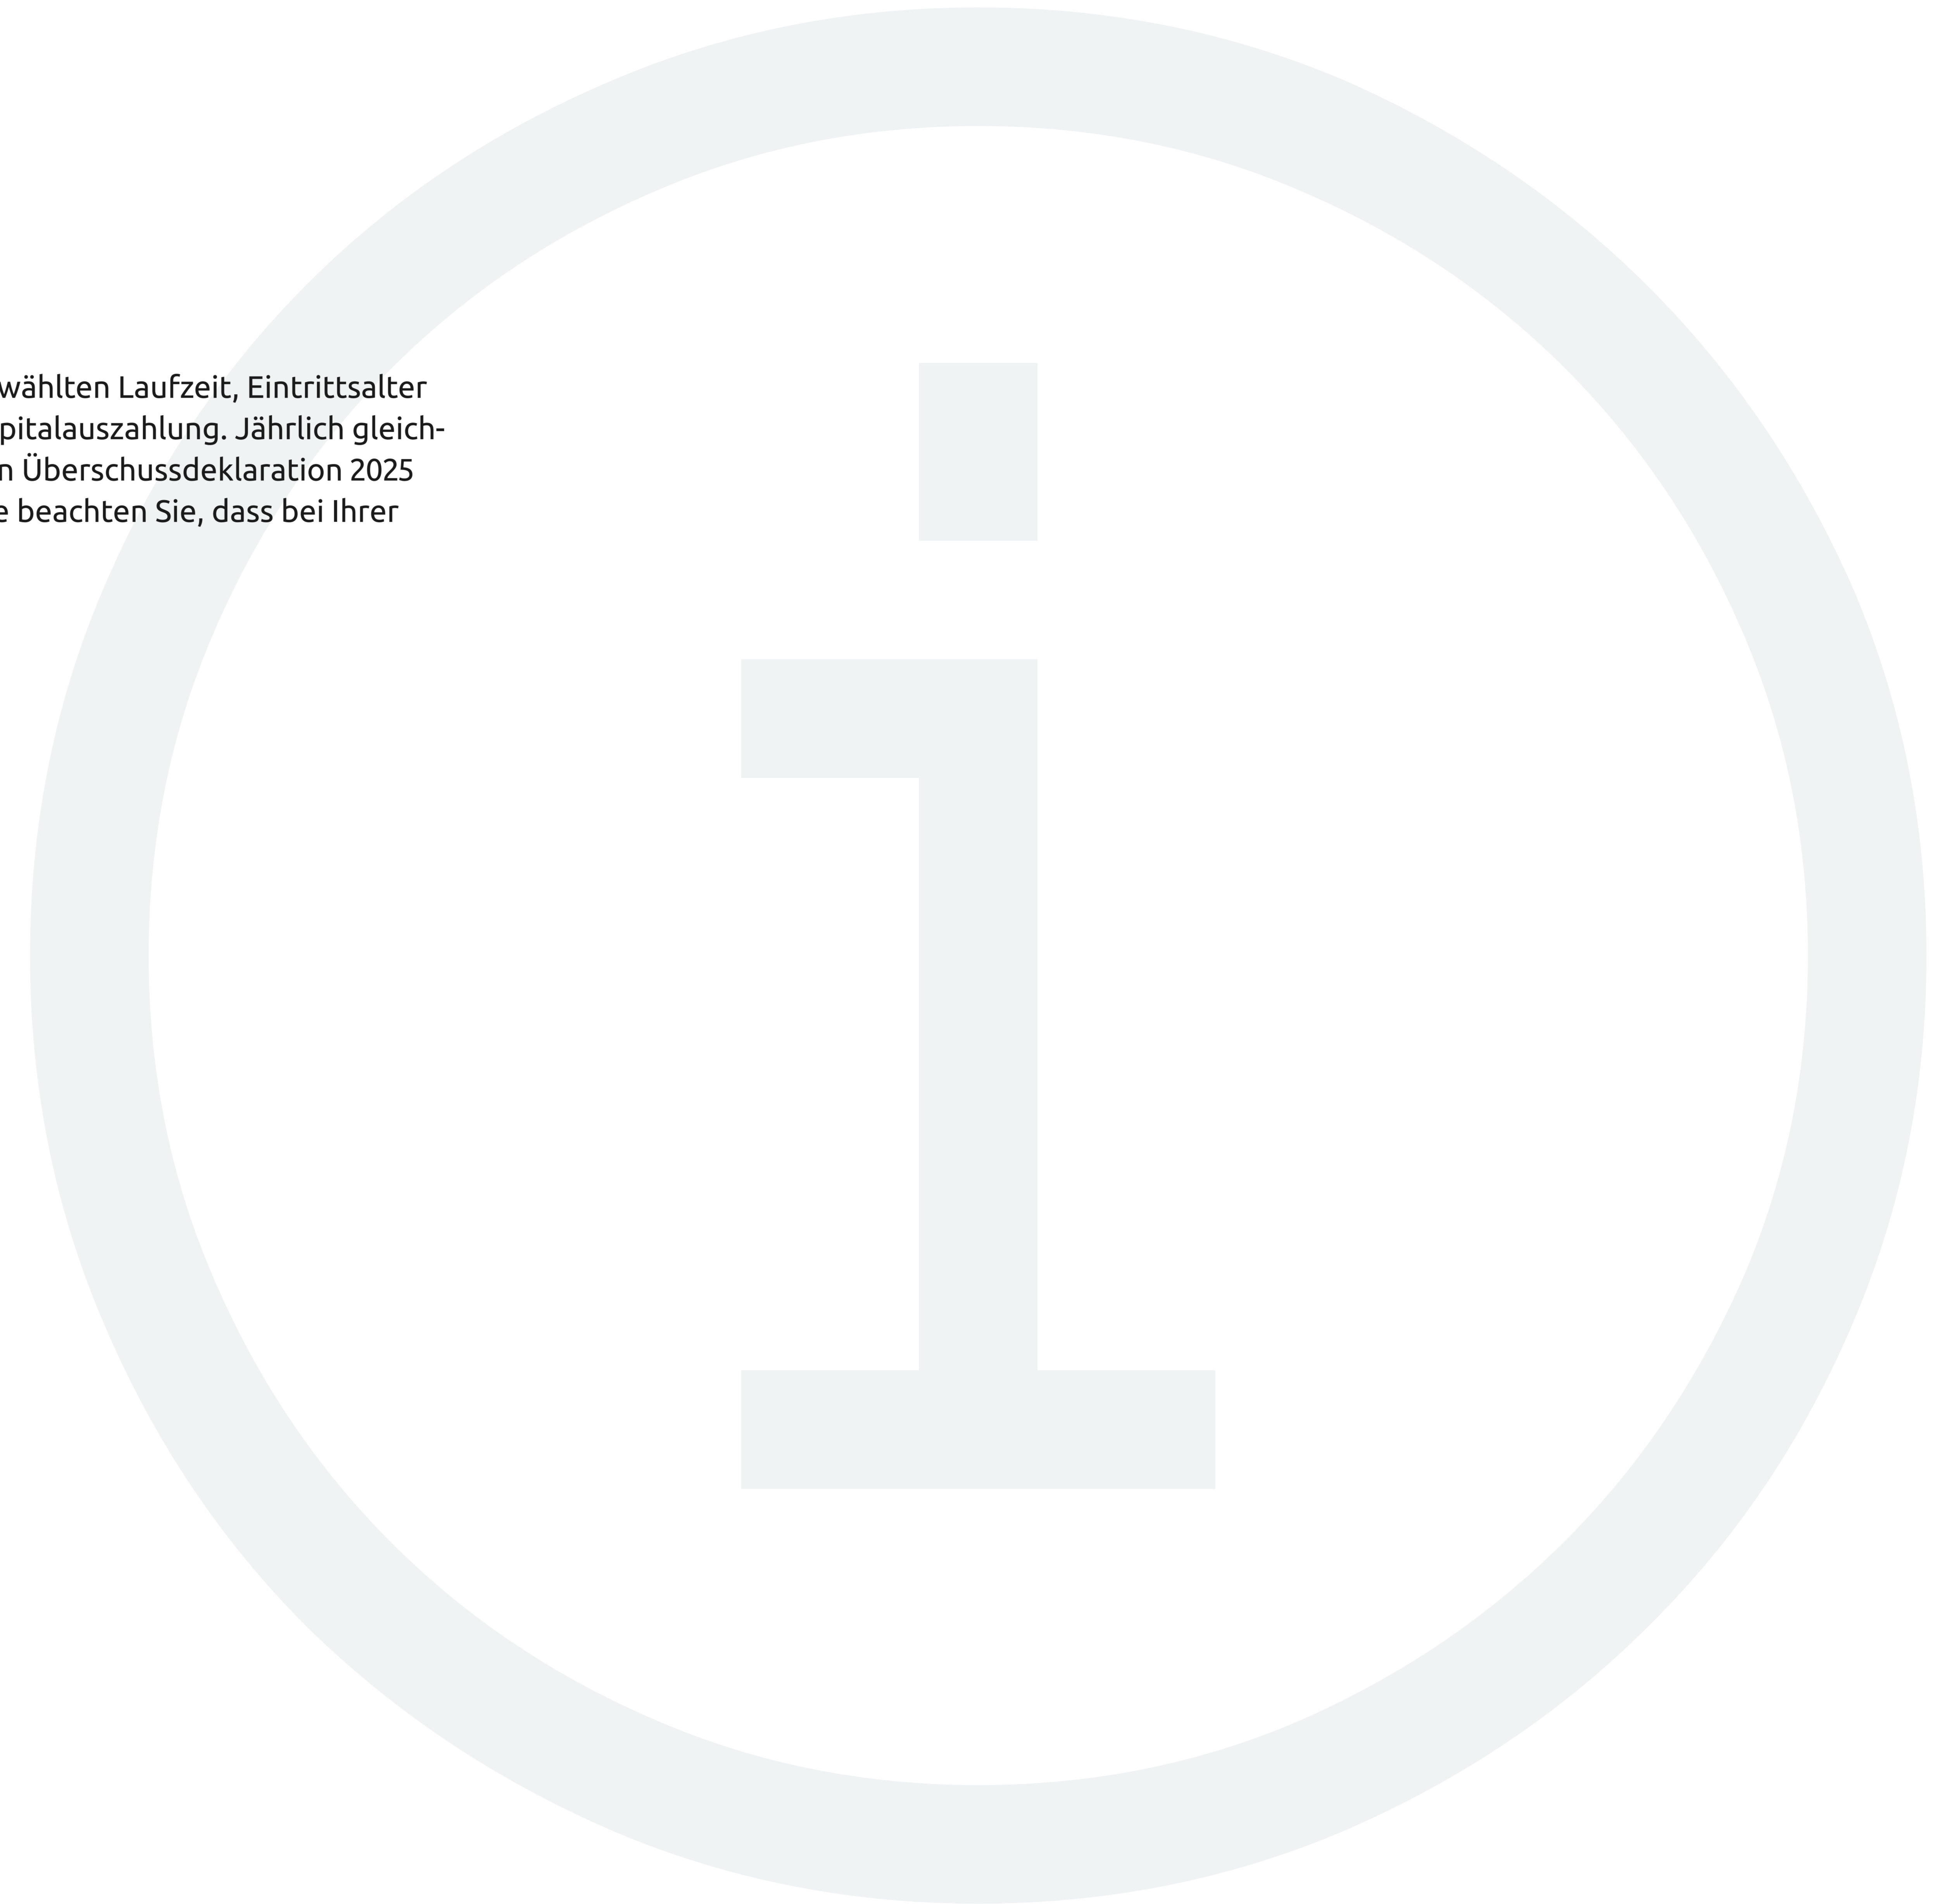 wählten Laufzeit, Eintrittsalter
pitalauszahlung. Jährlich gleich-
n Überschussdeklaration 2025
e beachten Sie, dass bei Ihrer